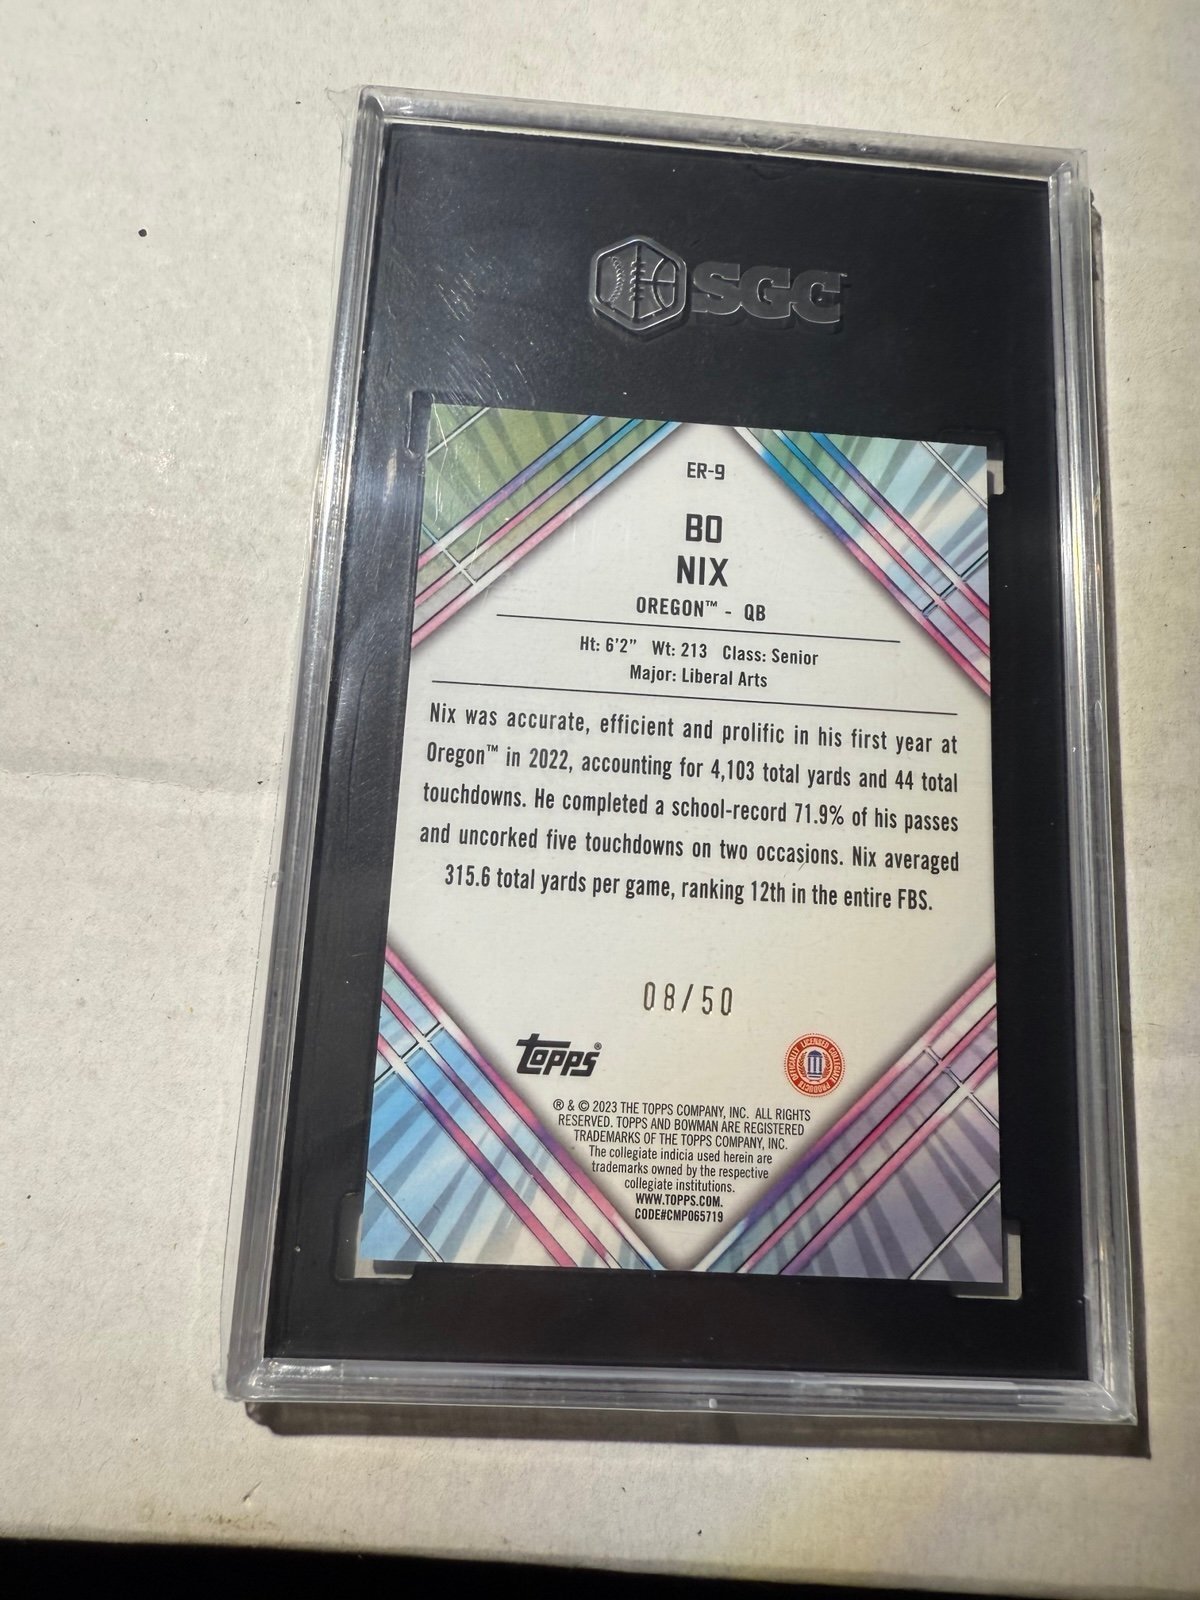 SGC
ER-9
BO
NIX
OREGON™ - QB
Ht: 6'2" Wt: 213 Class: Senior
Major: Liberal Arts
Nix was accurate, efficient and prolific in his first year at
Oregon™ in 2022, accounting for 4,103 total yards and 44 total
touchdowns. He completed a school-record 71.9% of his passes
and uncorked five touchdowns on two occasions. Nix averaged
315.6 total yards per game, ranking 12th in the entire FBS.
08/50
topps®
OFFICIALLY LICENSED COLLEGIATE PRODUCTS
® & © 2023 THE TOPPS COMPANY, INC. ALL RIGHTS
RESERVED. TOPPS AND BOWMAN ARE REGISTERED
TRADEMARKS OF THE TOPPS COMPANY, INC.
The collegiate indicia used herein are
trademarks owned by the respective
collegiate institutions.
WWW.TOPPS.COM.
CODE#CMP065719